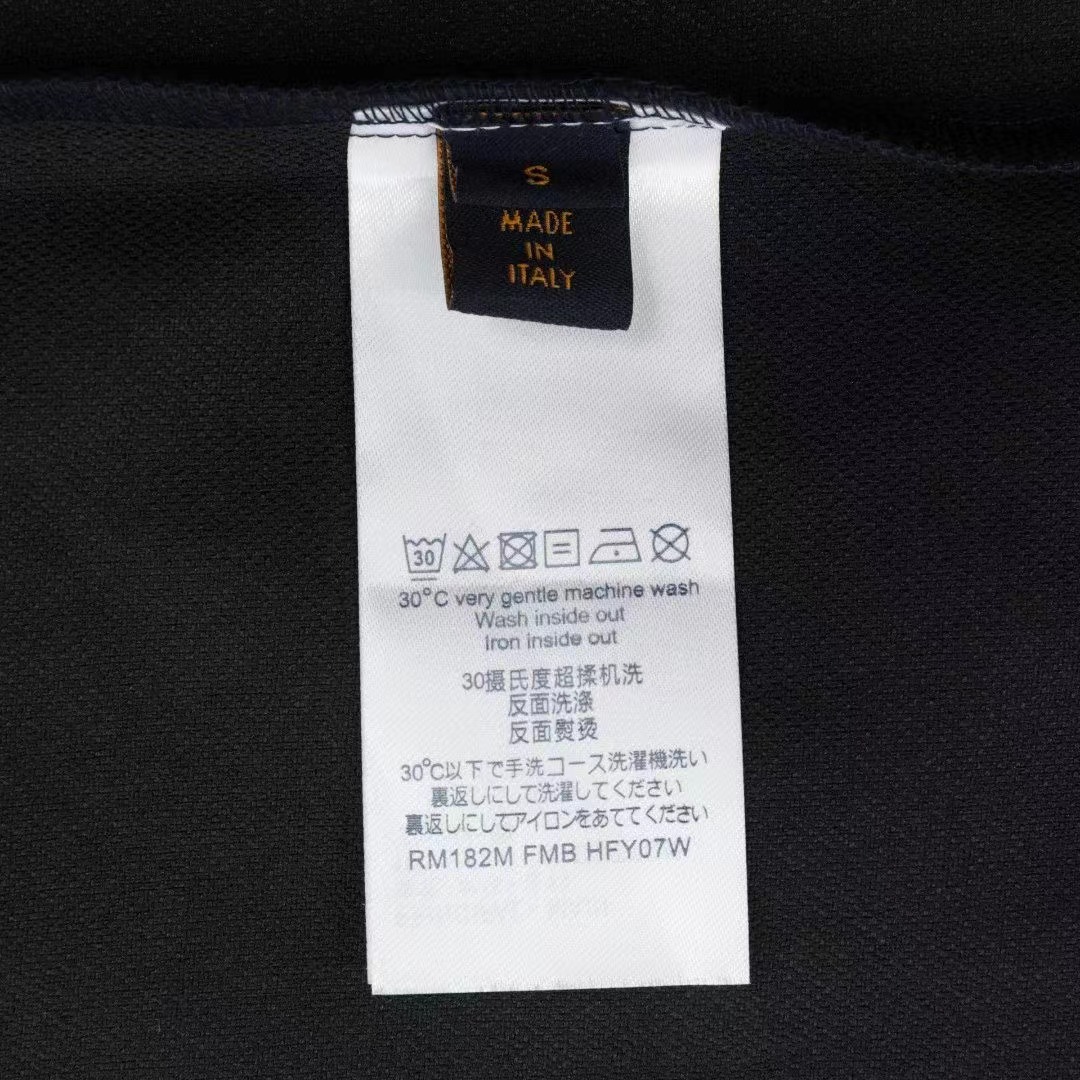 S
MADE
IN
ITALY
30
30°C very gentle machine wash
Wash inside out
Iron inside out
30摄氏度超揉机洗
反面洗涤
反面熨烫
30°C以下で手洗コース洗濯機洗い
裏返しにして洗濯してください
裏返しにしてアイロンをあててください
RM182M FMB HFY07W